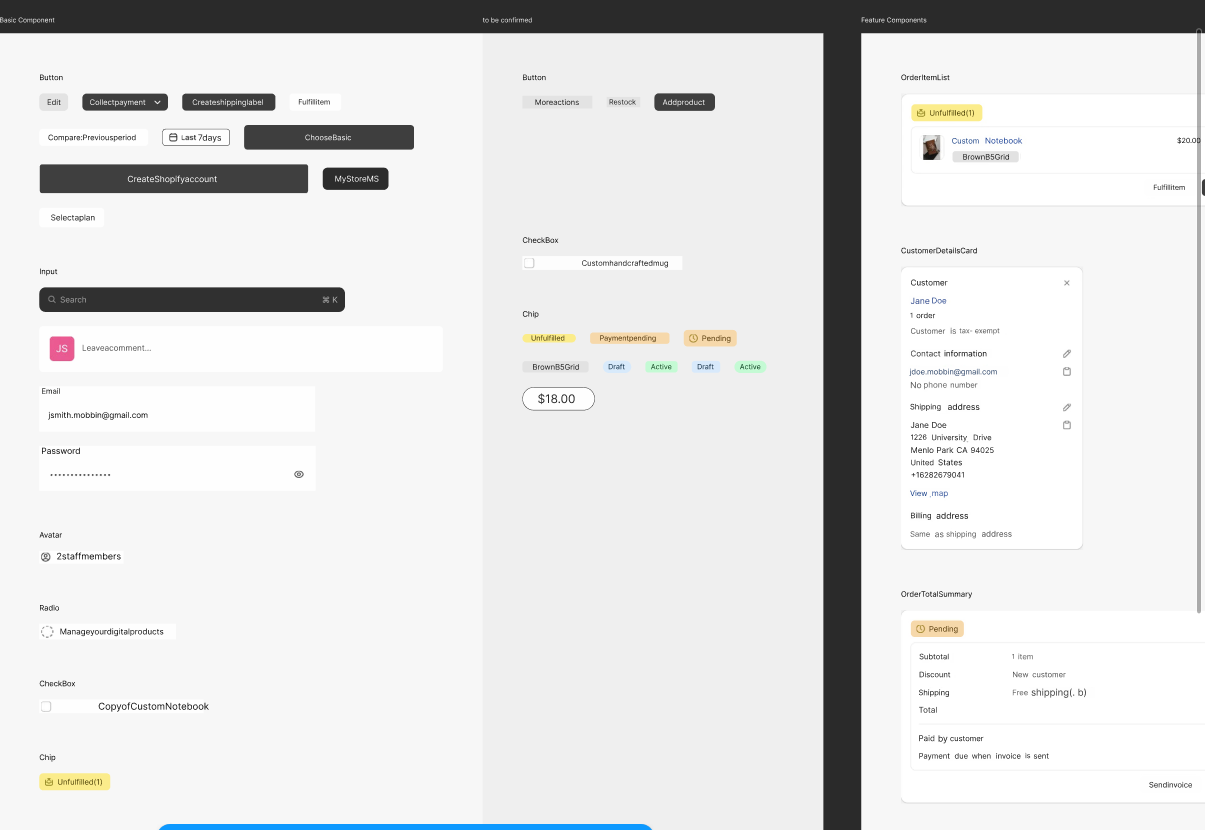 Basic Component
to be confirmed
Feature Components
Button
Edit
Collectpayment
Createshippinglabel
Fulfillitem
Compare:Previousperiod
Last 7days
ChooseBasic
CreateShopifyaccount
MyStoreMS
Selectaplan
Input
Search
⌘ K
JS
Leaveacomment...
Email
jsmith.mobbin@gmail.com
Password
•••••••••••••••
Avatar
2staffmembers
Radio
Manageyourdigitalproducts
CheckBox
CopyofCustomNotebook
Chip
Unfulfilled(1)
Button
Moreactions
Restock
Addproduct
CheckBox
Customhandcraftedmug
Chip
Unfulfilled
Paymentpending
Pending
BrownB5Grid
Draft
Active
Draft
Active
$18.00
OrderItemList
Unfulfilled(1)
Custom Notebook
$20.00
BrownB5Grid
Fulfillitem
CustomerDetailsCard
Customer
Jane Doe
1 order
Customer is tax- exempt
Contact information
jdoe.mobbin@gmail.com
No phone number
Shipping address
Jane Doe
1226 University, Drive
Menlo Park CA 94025
United States
+16282679041
View map
Billing address
Same as shipping address
OrderTotalSummary
Pending
Subtotal
1 item
Discount
New customer
Shipping
Free shipping(. b)
Total
Paid by customer
Payment due when invoice is sent
Sendinvoice